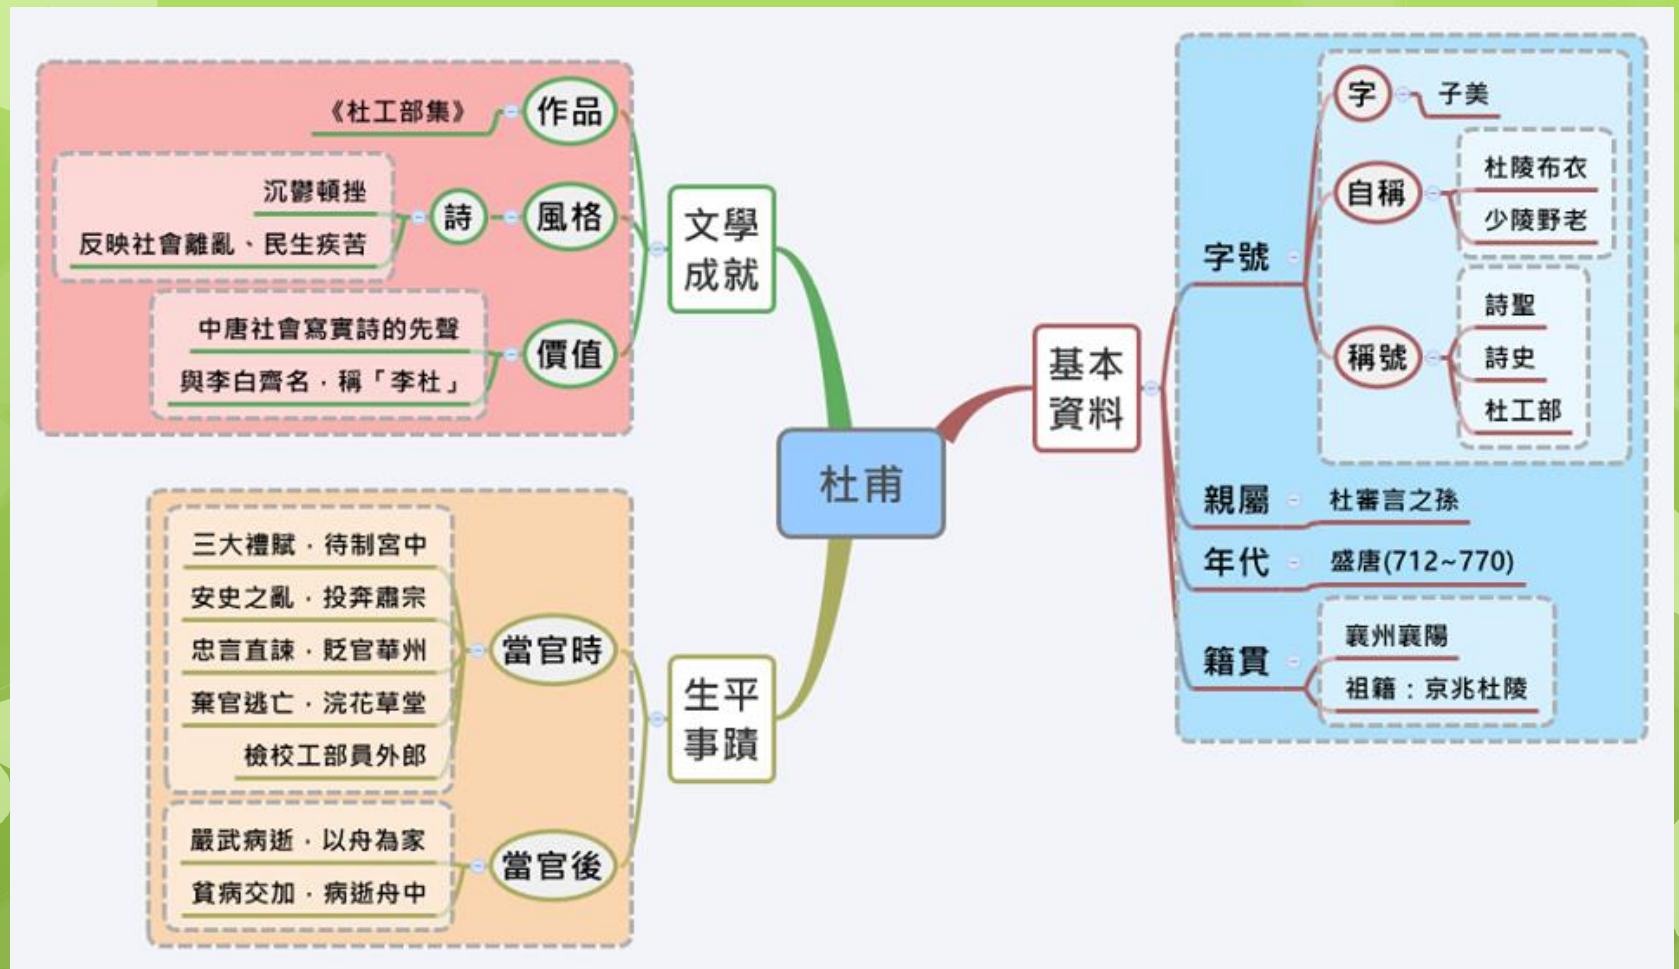 杜甫
基本
資料
字號
字
子美
自稱
杜陵布衣
少陵野老
稱號
詩聖
詩史
杜工部
親屬
杜審言之孫
年代
盛唐(712~770)
籍貫
襄州襄陽
祖籍：京兆杜陵
文學
成就
作品
《杜工部集》
風格
詩
沉鬱頓挫
反映社會離亂、民生疾苦
價值
中唐社會寫實詩的先聲
與李白齊名．稱「李杜」
生平
事蹟
當官時
三大禮賦．待制宮中
安史之亂．投奔肅宗
忠言直諫．貶官華州
棄官逃亡．浣花草堂
檢校工部員外郎
當官後
嚴武病逝．以舟為家
貧病交加．病逝舟中